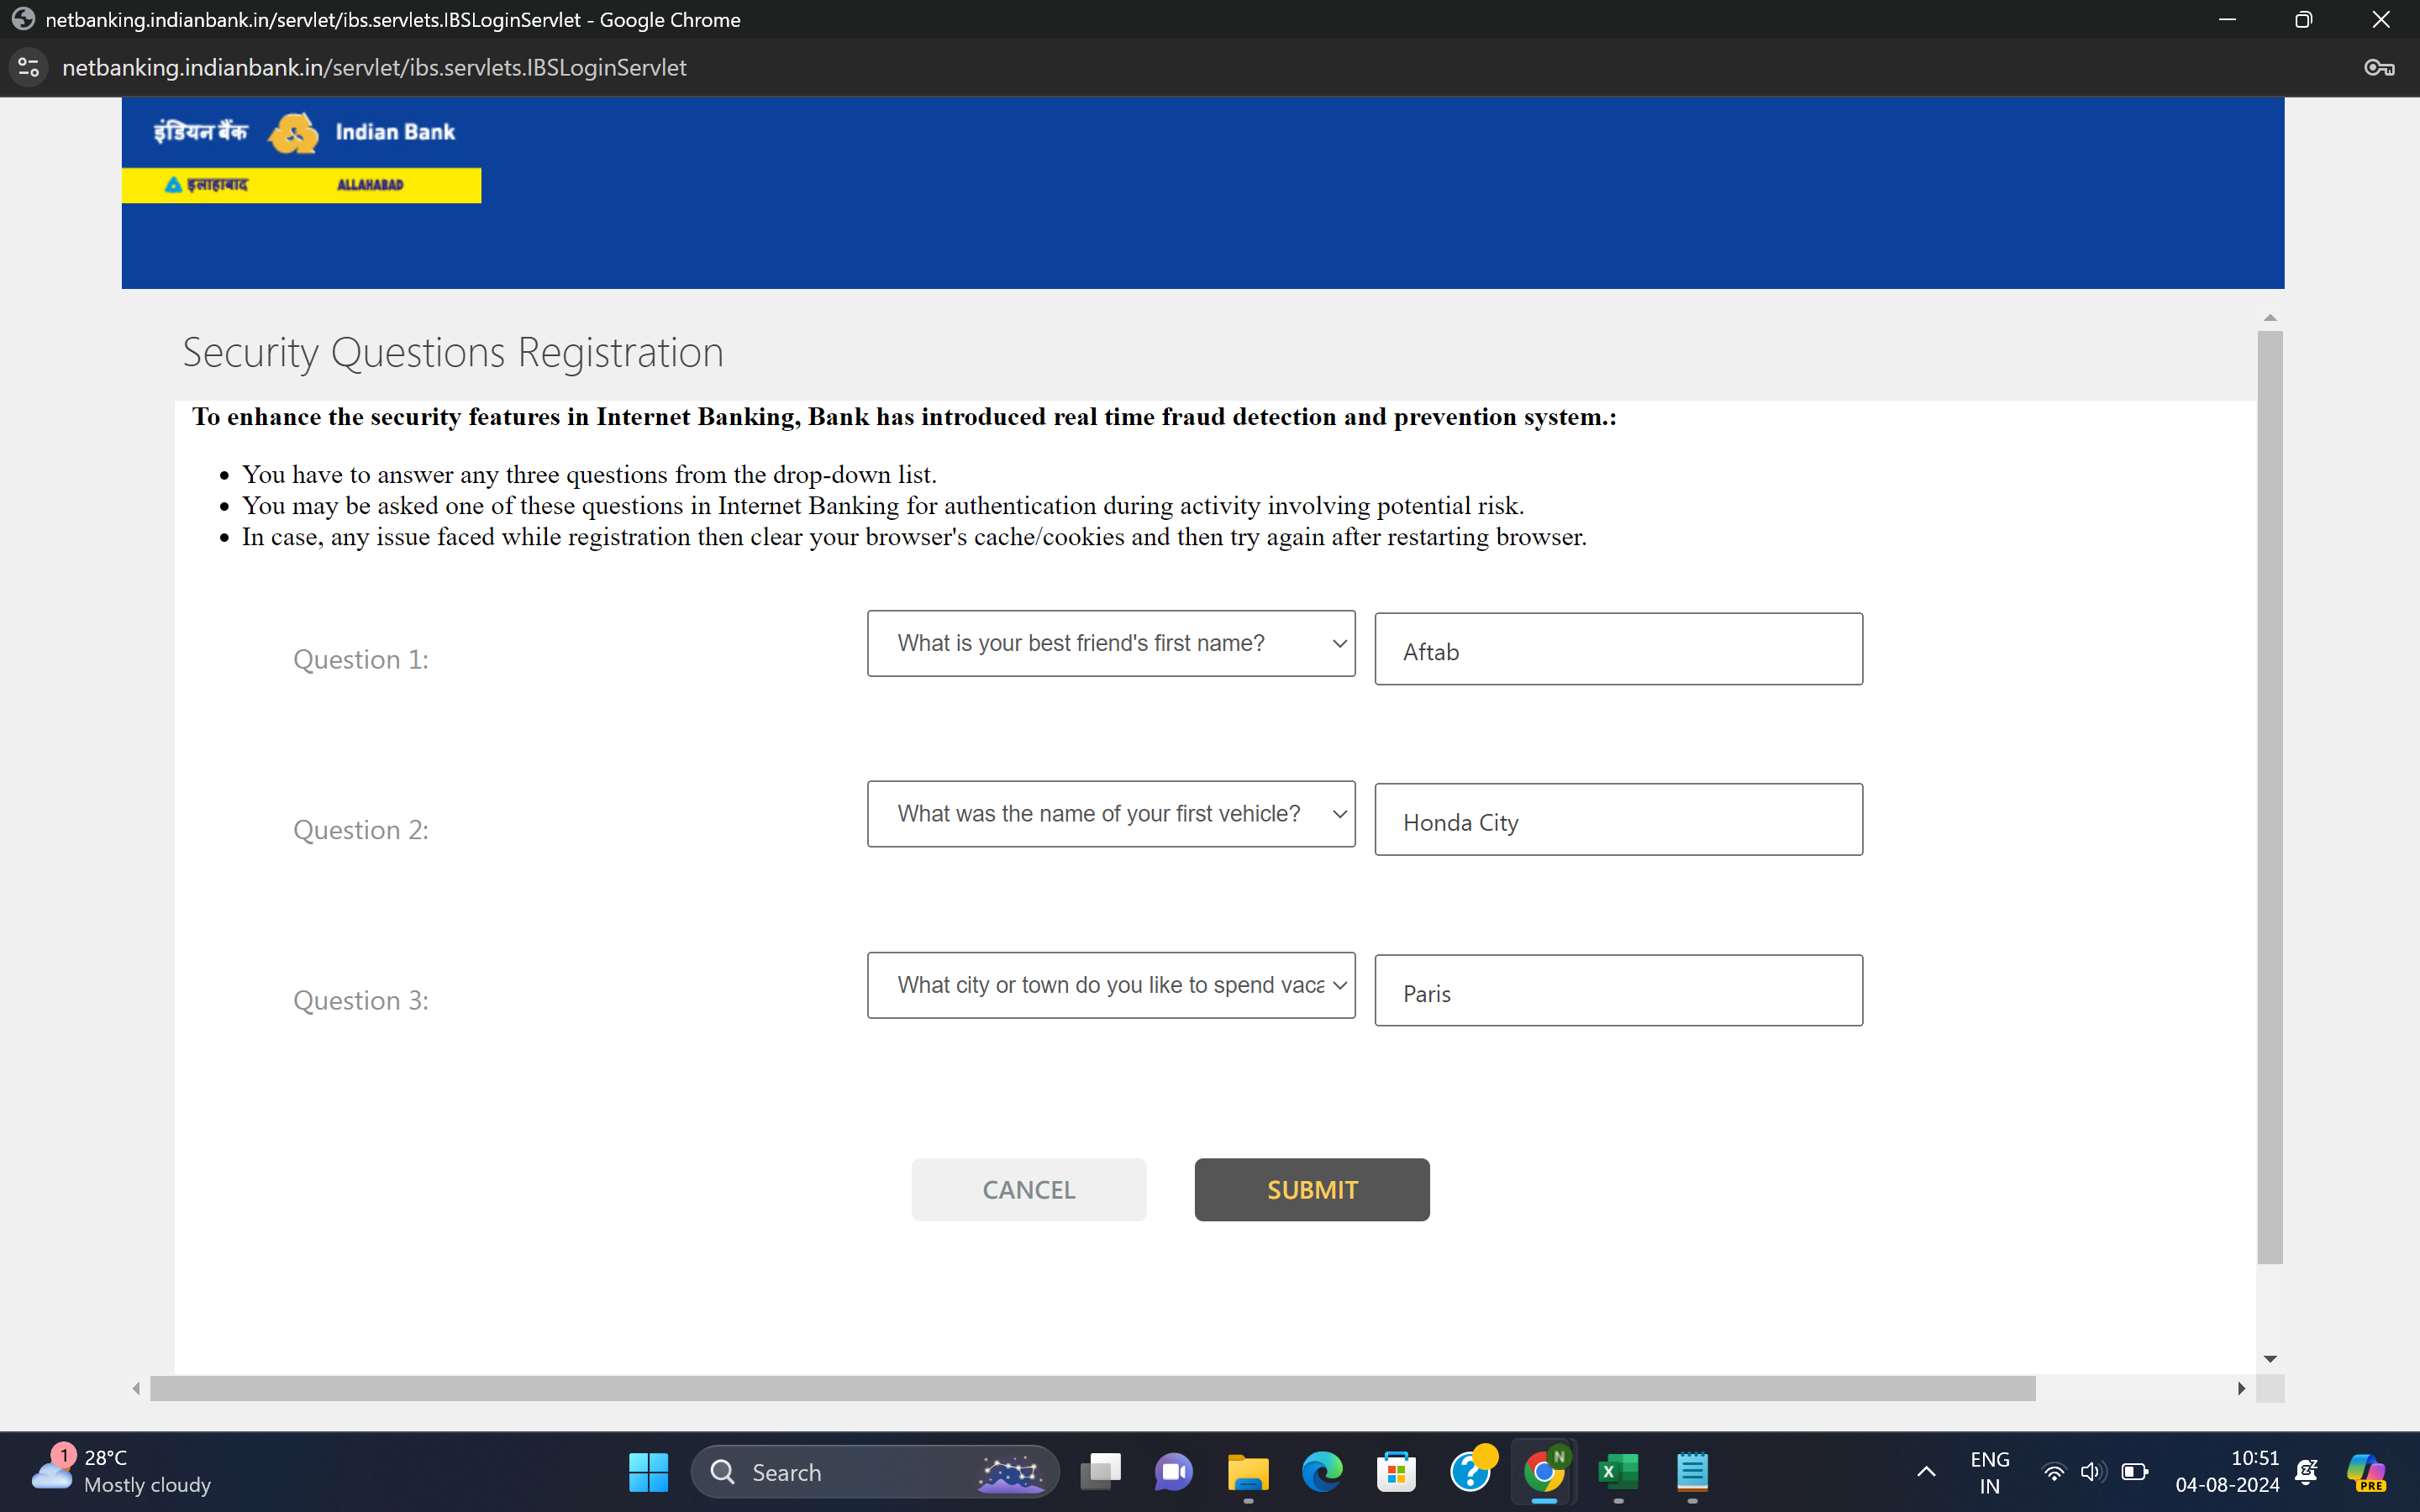 netbanking.indianbank.in/servlet/ibs.servlets.IBSLoginServlet - Google Chrome
netbanking.indianbank.in/servlet/ibs.servlets.IBSLoginServlet
इंडियन बैंक Indian Bank
इलाहाबाद ALLAHABAD
Security Questions Registration
To enhance the security features in Internet Banking, Bank has introduced real time fraud detection and prevention system.:
• You have to answer any three questions from the drop-down list.
• You may be asked one of these questions in Internet Banking for authentication during activity involving potential risk.
• In case, any issue faced while registration then clear your browser's cache/cookies and then try again after restarting browser.
Question 1: What is your best friend's first name? Aftab
Question 2: What was the name of your first vehicle? Honda City
Question 3: What city or town do you like to spend vaca Paris
CANCEL SUBMIT
1 28°C
Mostly cloudy
Search
N
ENG
IN
10:51
04-08-2024
PRE